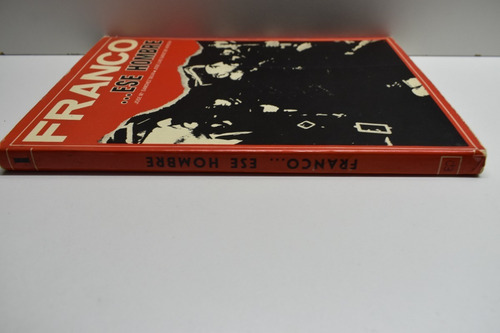 FRANCO
...ESE HOMBRE
FRANCO... ESE HOMBRE